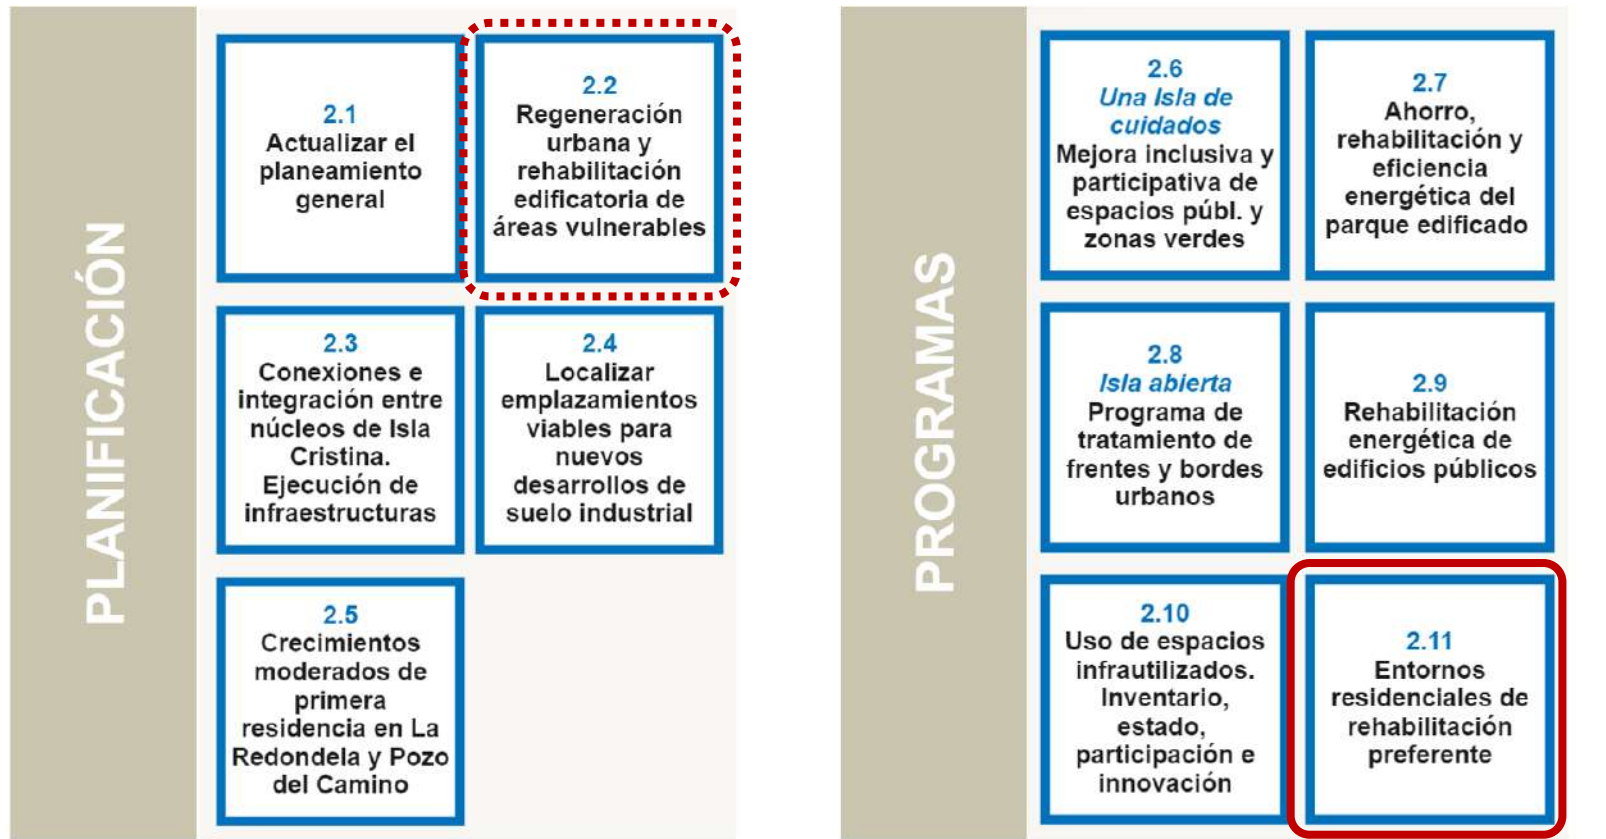 PLANIFICACIÓN
2.1
Actualizar el
planeamiento
general
2.2
Regeneración
urbana y
rehabilitación
edificatoria de
áreas vulnerables
2.3
Conexiones e
integración entre
núcleos de Isla
Cristina.
Ejecución de
infraestructuras
2.4
Localizar
emplazamientos
viables para
nuevos
desarrollos de
suelo industrial
2.5
Crecimientos
moderados de
primera
residencia en La
Redondela y Pozo
del Camino
PROGRAMAS
2.6
Una Isla de
cuidados
Mejora inclusiva y
participativa de
espacios públ. y
zonas verdes
2.7
Ahorro,
rehabilitación y
eficiencia
energética del
parque edificado
2.8
Isla abierta
Programa de
tratamiento de
frentes y bordes
urbanos
2.9
Rehabilitación
energética de
edificios públicos
2.10
Uso de espacios
infrautilizados.
Inventario,
estado,
participación e
innovación
2.11
Entornos
residenciales de
rehabilitación
preferente